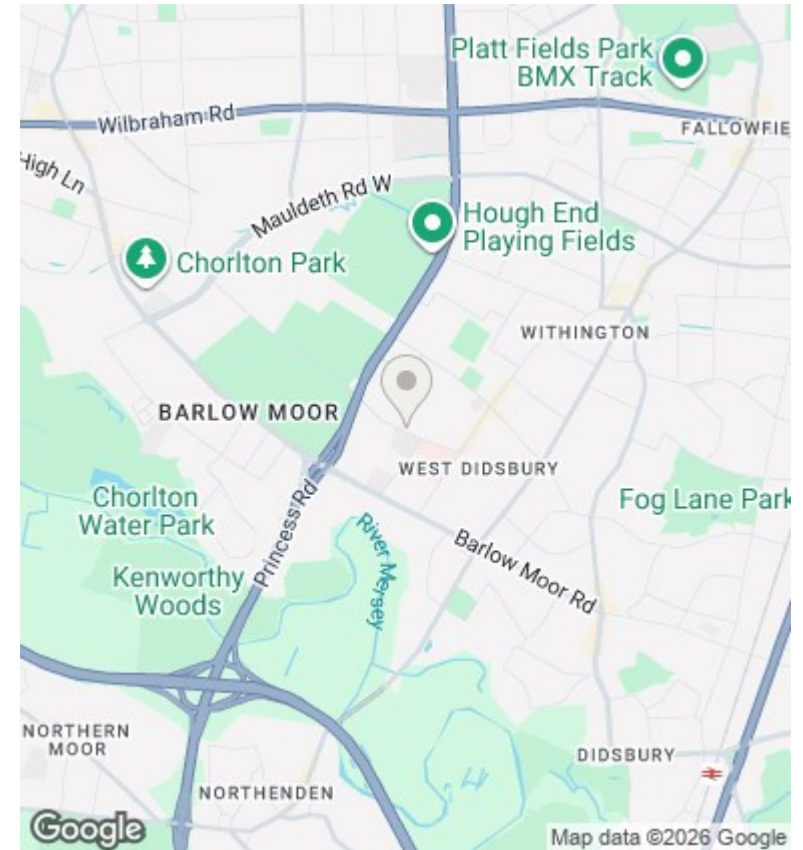 Platt Fields Park
BMX Track
Wilbraham Rd
FALLOWFIE
High Ln
Mauldeth Rd W
Hough End
Playing Fields
Chorlton Park
WITHINGTON
BARLOW MOOR
WEST DIDSBURY
Chorlton
Water Park
Fog Lane Park
Princess Rd
River Mersey
Barlow Moor Rd
Kenworthy
Woods
NORTHERN
MOOR
DIDSBURY
NORTHENDEN
Google
Map data ©2026 Google